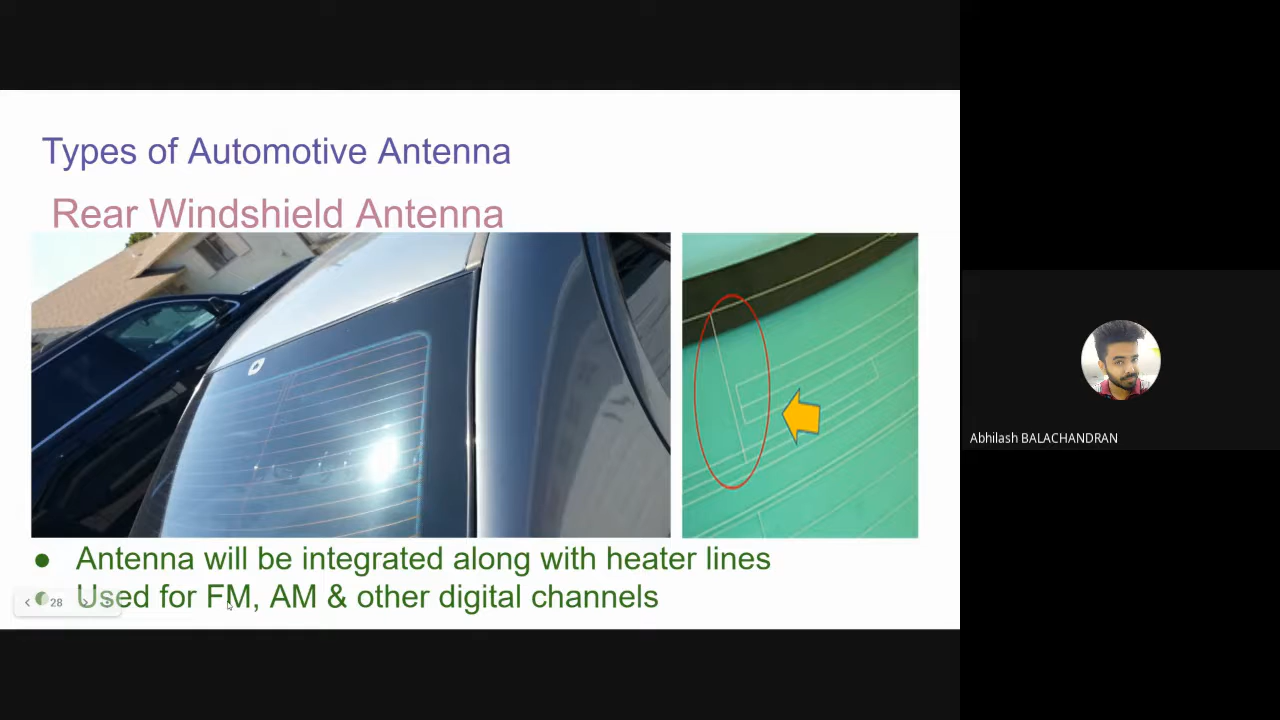 Types of Automotive Antenna
Rear Windshield Antenna
● Antenna will be integrated along with heater lines
● Used for FM, AM & other digital channels
28
Abhilash BALACHANDRAN